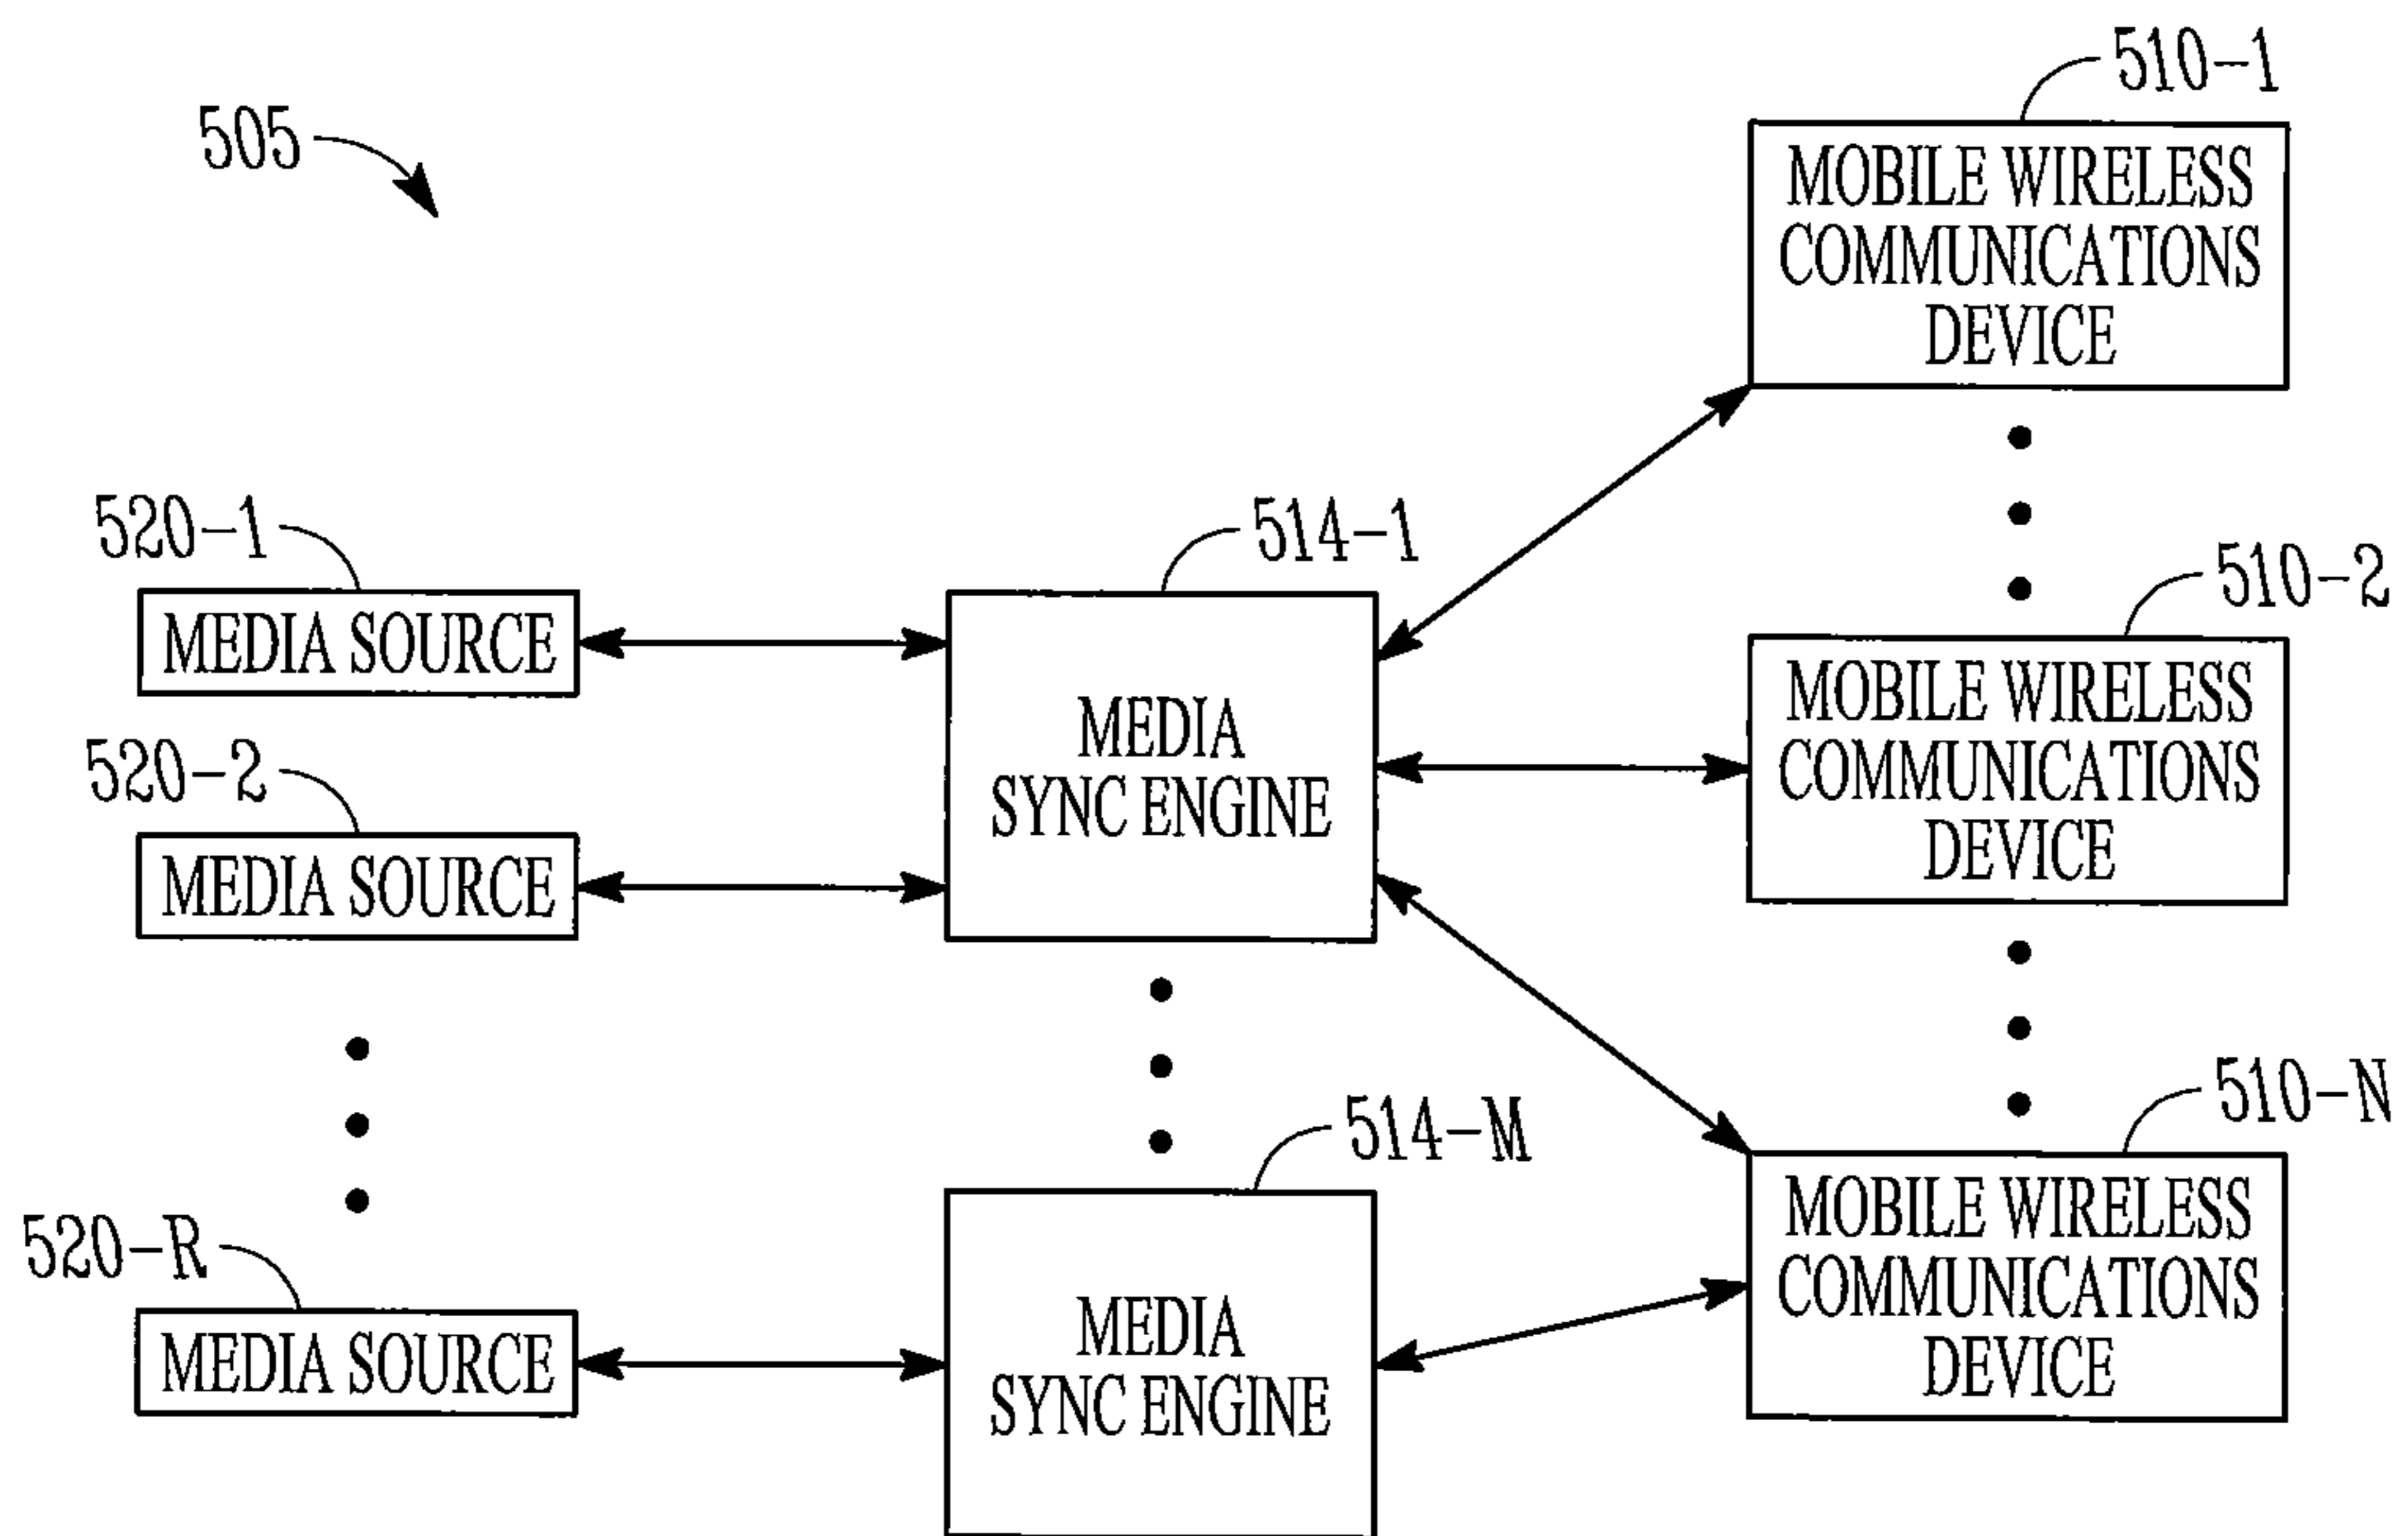 510-1
505
MOBILE WIRELESS
COMMUNICATIONS
DEVICE
520-1
514-1
510-2
MEDIA SOURCE
MEDIA
SYNC ENGINE
MOBILE WIRELESS
COMMUNICATIONS
DEVICE
520-2
MEDIA SOURCE
510-N
514-M
520-R
MEDIA SOURCE
MEDIA
SYNC ENGINE
MOBILE WIRELESS
COMMUNICATIONS
DEVICE